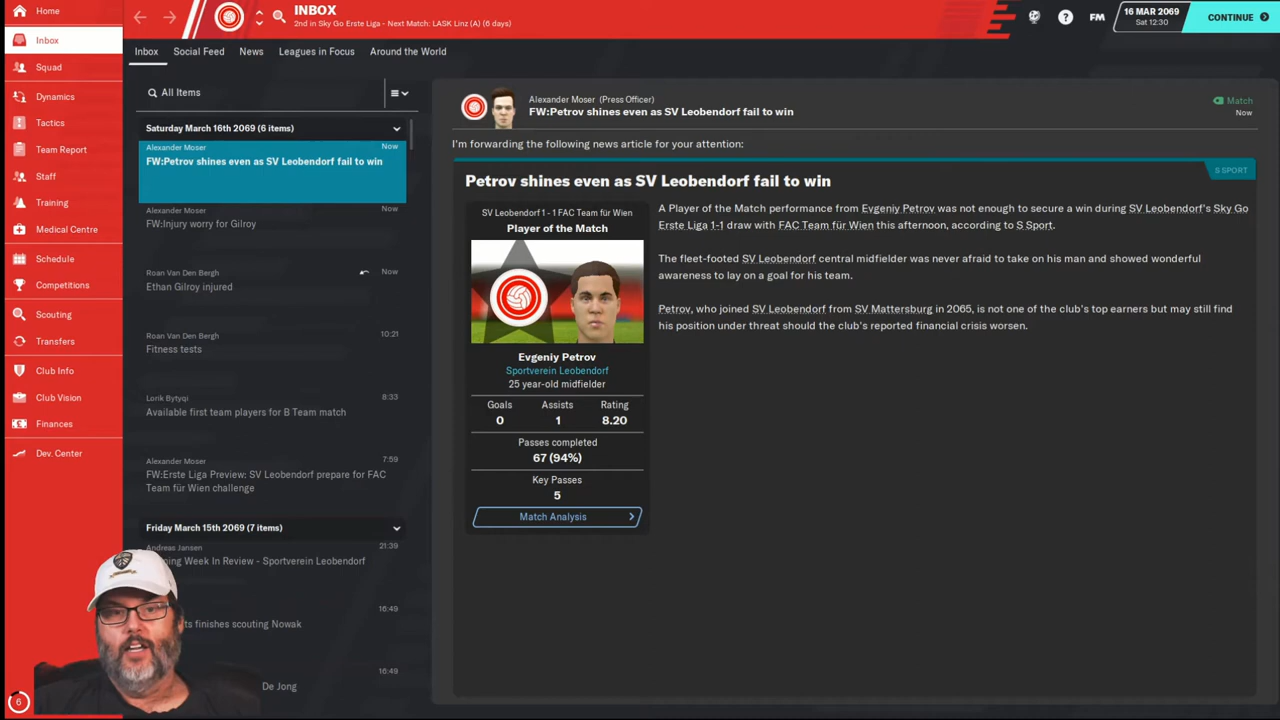 Home
Inbox
Squad
Dynamics
Tactics
Team Report
Staff
Training
Medical Centre
Schedule
Competitions
Scouting
Transfers
Club Info
Club Vision
Finances
Dev. Center
6
INBOX
2nd in Sky Go Erste Liga - Next Match: LASK Linz (A) (6 days)
?
FM
16 MAR 2069
Sat 12:30
CONTINUE
Inbox
Social Feed
News
Leagues in Focus
Around the World
All Items
Saturday March 16th 2069 (6 items)
Alexander Moser
Now
FW:Petrov shines even as SV Leobendorf fail to win
Alexander Moser
Now
FW:Injury worry for Gilroy
Roan Van Den Bergh
Now
Ethan Gilroy injured
Roan Van Den Bergh
10:21
Fitness tests
Lorik Bytyqi
8:33
Available first team players for B Team match
Alexander Moser
7:59
FW:Erste Liga Preview: SV Leobendorf prepare for FAC
Team für Wien challenge
Friday March 15th 2069 (7 items)
Andreas Jansen
21:39
Week In Review - Sportverein Leobendorf
16:49
finishes scouting Nowak
16:49
De Jong
Alexander Moser (Press Officer)
FW:Petrov shines even as SV Leobendorf fail to win
Match
Now
I'm forwarding the following news article for your attention:
S SPORT
Petrov shines even as SV Leobendorf fail to win
SV Leobendorf 1 - 1 FAC Team für Wien
Player of the Match
Evgeniy Petrov
Sportverein Leobendorf
25 year-old midfielder
Goals
Assists
Rating
0
1
8.20
Passes completed
67 (94%)
Key Passes
5
Match Analysis
A Player of the Match performance from Evgeniy Petrov was not enough to secure a win during SV Leobendorf's Sky Go
Erste Liga 1-1 draw with FAC Team für Wien this afternoon, according to S Sport.
The fleet-footed SV Leobendorf central midfielder was never afraid to take on his man and showed wonderful
awareness to lay on a goal for his team.
Petrov, who joined SV Leobendorf from SV Mattersburg in 2065, is not one of the club's top earners but may still find
his position under threat should the club's reported financial crisis worsen.